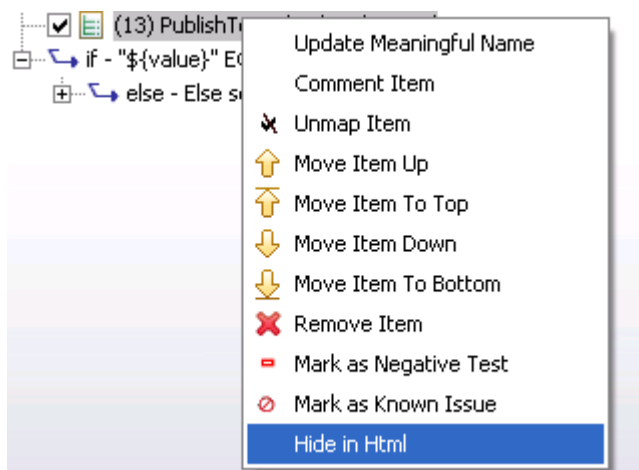 (13) PublishT
if - "${value}" E
else - Else s
Update Meaningful Name
Comment Item
Unmap Item
Move Item Up
Move Item To Top
Move Item Down
Move Item To Bottom
Remove Item
Mark as Negative Test
Mark as Known Issue
Hide in Html